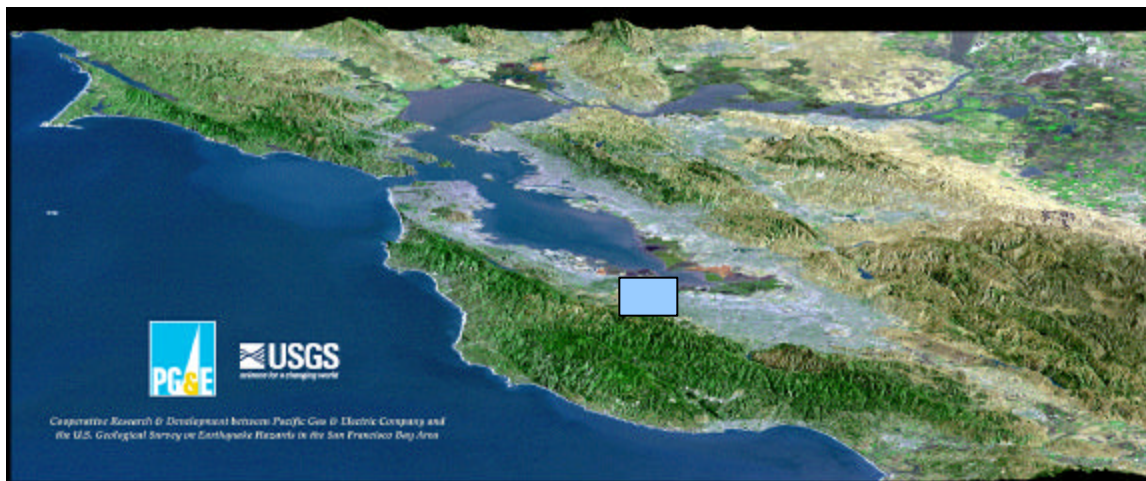 PG&E
USGS
science for a changing world
Cooperative Research & Development between Pacific Gas & Electric Company and
the U.S. Geological Survey on Earthquake Hazards in the San Francisco Bay Area